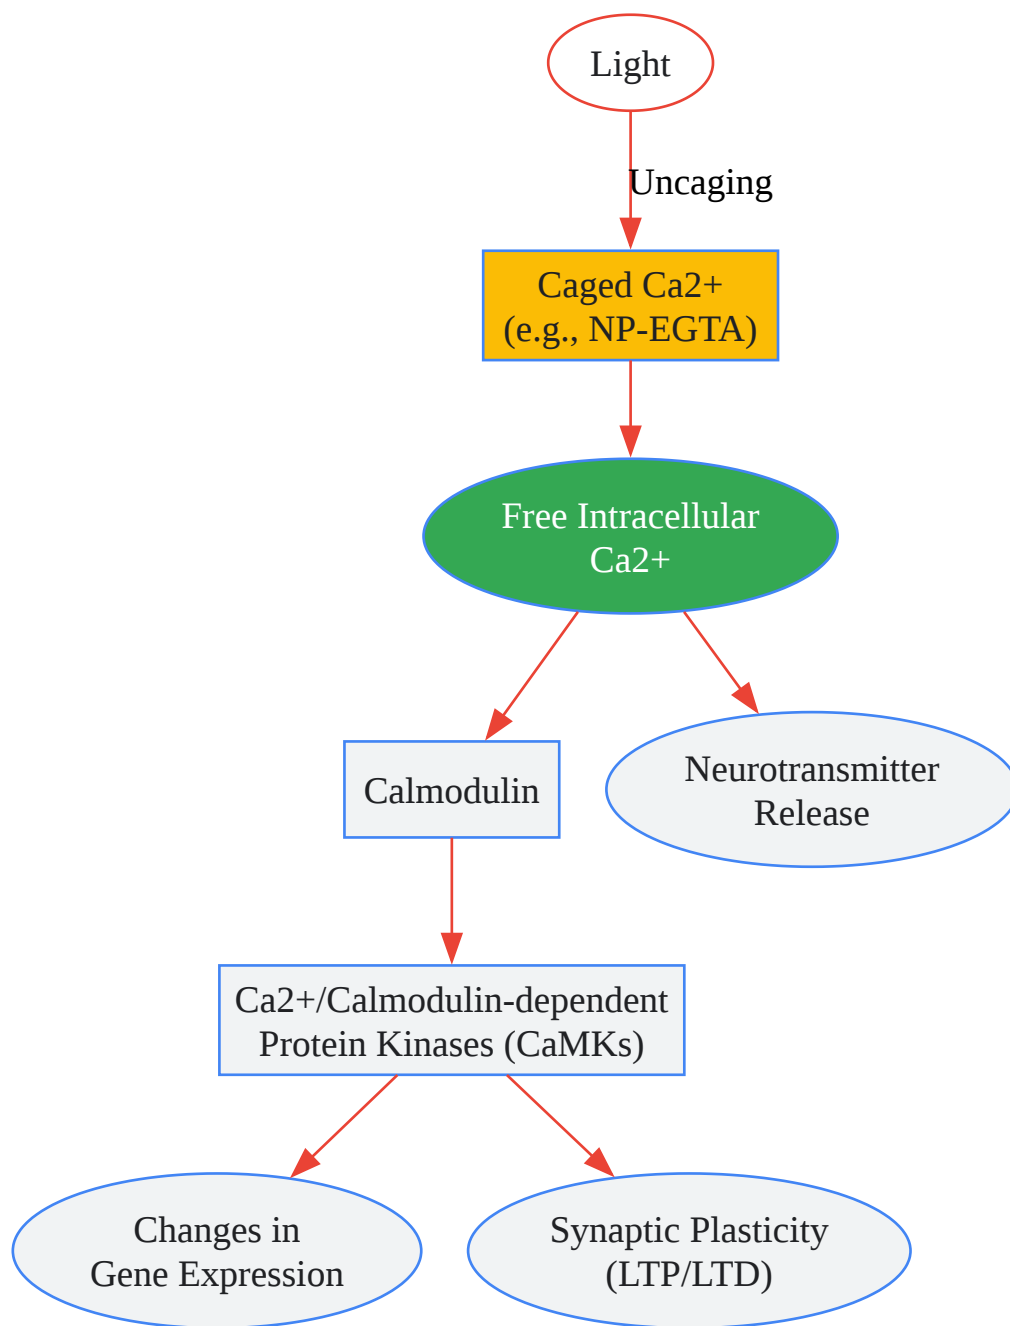 Light
Uncaging
Caged Ca2+
(e.g., NP-EGTA)
Free Intracellular
Ca2+
Calmodulin
Neurotransmitter
Release
Ca2+/Calmodulin-dependent
Protein Kinases (CaMKs)
Changes in
Gene Expression
Synaptic Plasticity
(LTP/LTD)